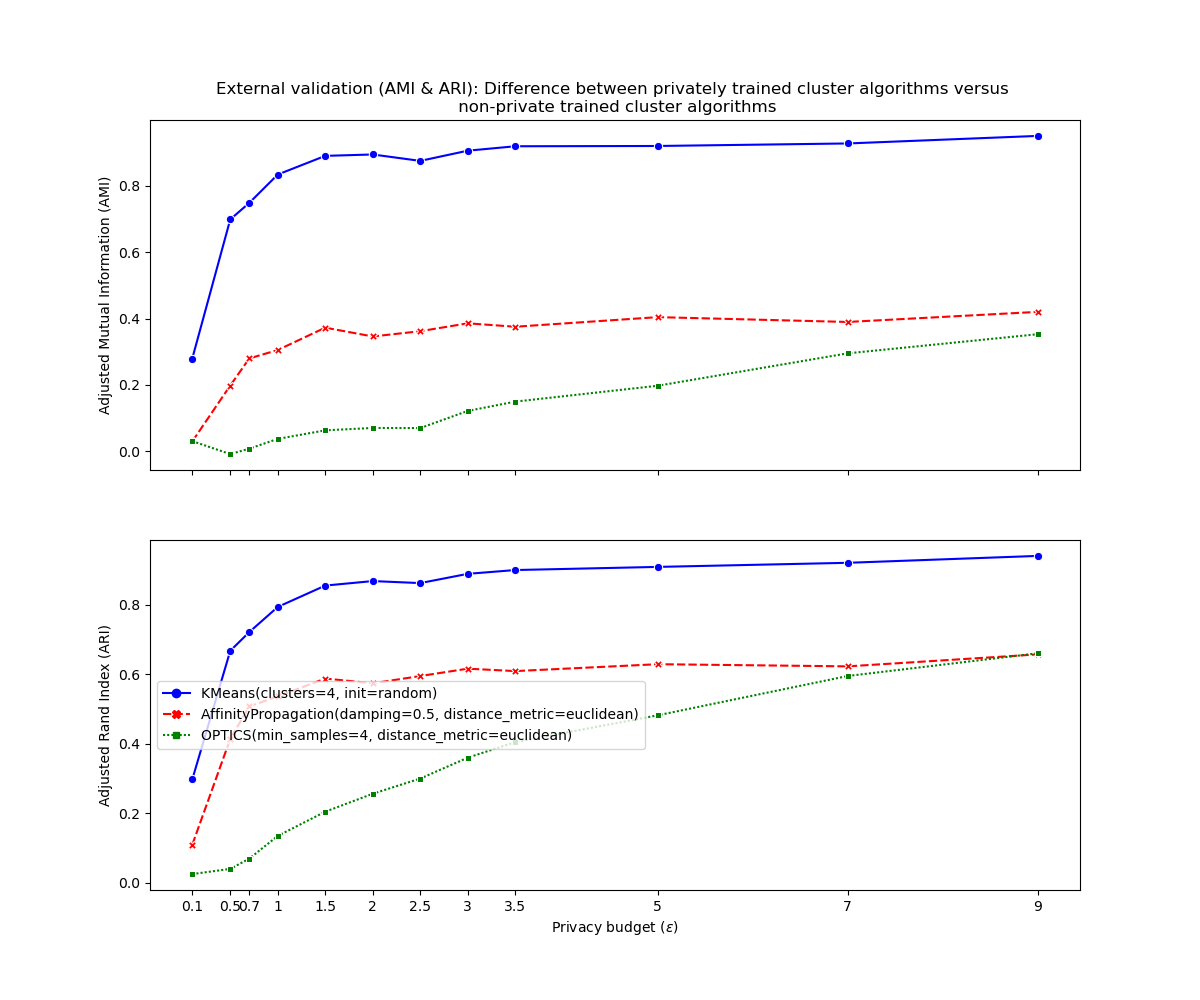 External validation (AMI & ARI): Difference between privately trained cluster algorithms versus
non-private trained cluster algorithms
Adjusted Mutual Information (AMI)
0.8
0.6
0.4
0.2
0.0
Adjusted Rand Index (ARI)
0.8
0.6
0.4
0.2
0.0
KMeans(clusters=4, init=random)
AffinityPropagation(damping=0.5, distance_metric=euclidean)
OPTICS(min_samples=4, distance_metric=euclidean)
0.1 0.5 0.7 1 1.5 2 2.5 3 3.5 5 7 9
Privacy budget (ε)